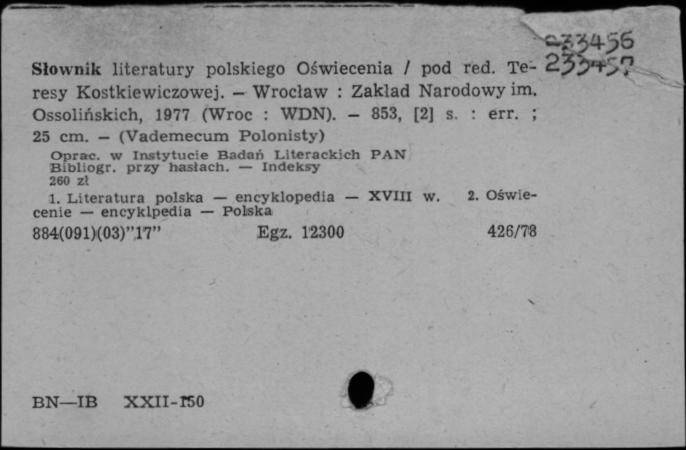 233456
233457
Słownik literatury polskiego Oświecenia / pod red. Te-
resy Kostkiewiczowej. — Wrocław : Zakład Narodowy im.
Ossolińskich, 1977 (Wroc : WDN). — 853, [2] s. : err. ;
25 cm. — (Vademecum Polonisty)
Oprac. w Instytucie Badań Literackich PAN
Bibliogr. przy hasłach. — Indeksy
260 zł
1. Literatura polska — encyklopedia — XVIII w. 2. Oświe-
cenie — encyklpedia — Polska
884(091)(03)"17" Egz. 12300 426/78
BN—IB XXII-150